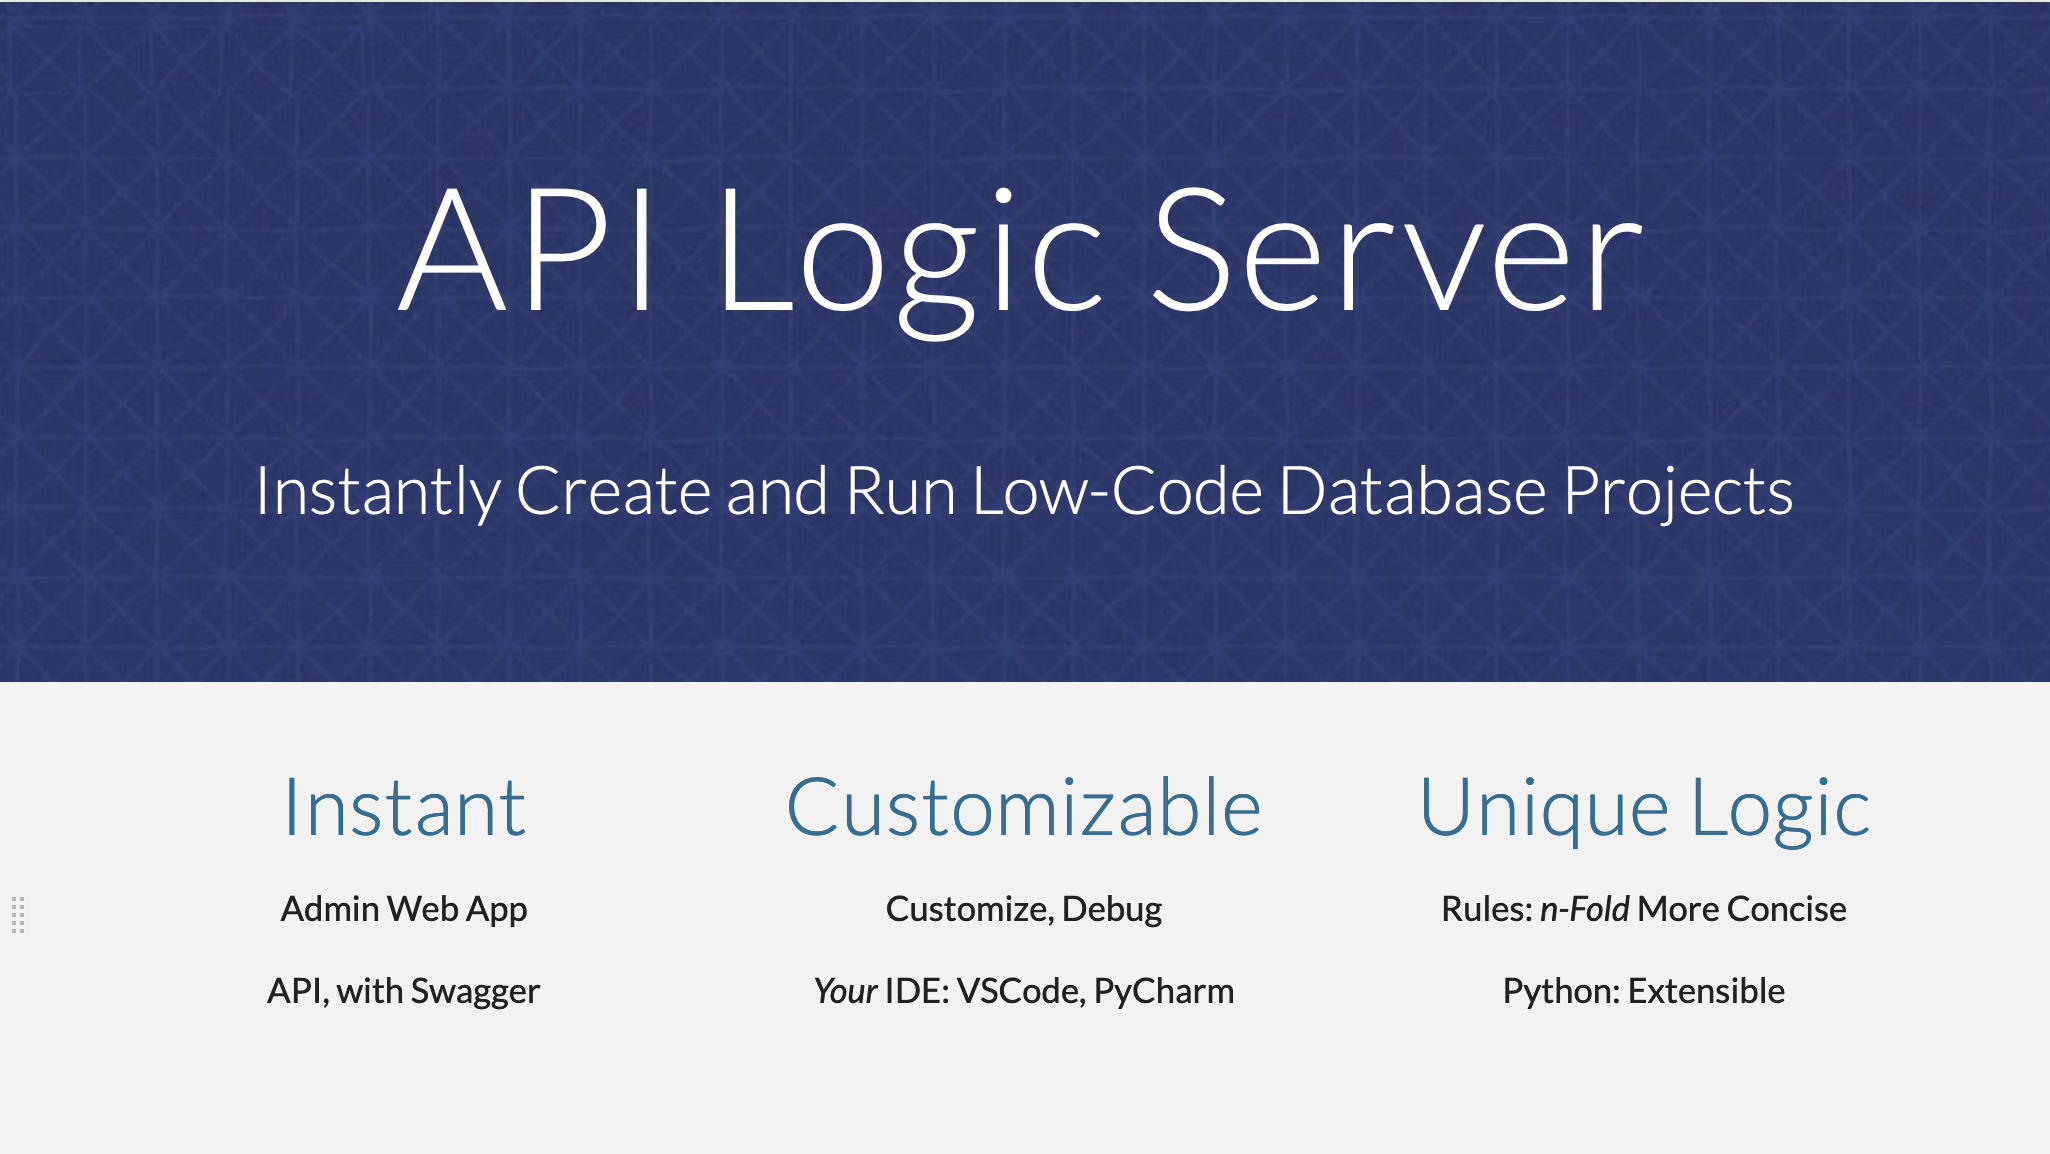 API Logic Server
Instantly Create and Run Low-Code Database Projects
Instant
Admin Web App
API, with Swagger
Customizable
Customize, Debug
Your IDE: VSCode, PyCharm
Unique Logic
Rules: n-Fold More Concise
Python: Extensible